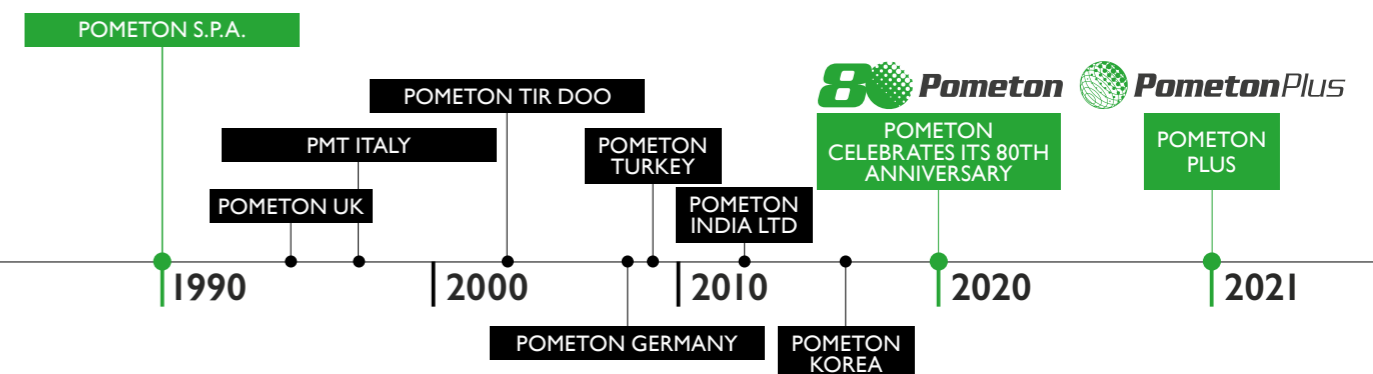 POMETON S.P.A.
POMETON TIR DOO
PMT ITALY
POMETON UK
POMETON
TURKEY
POMETON
INDIA LTD
80 Pometon
PometonPlus
POMETON
CELEBRATES ITS 80TH
ANNIVERSARY
POMETON
PLUS
1990
2000
2010
2020
2021
POMETON GERMANY
POMETON
KOREA